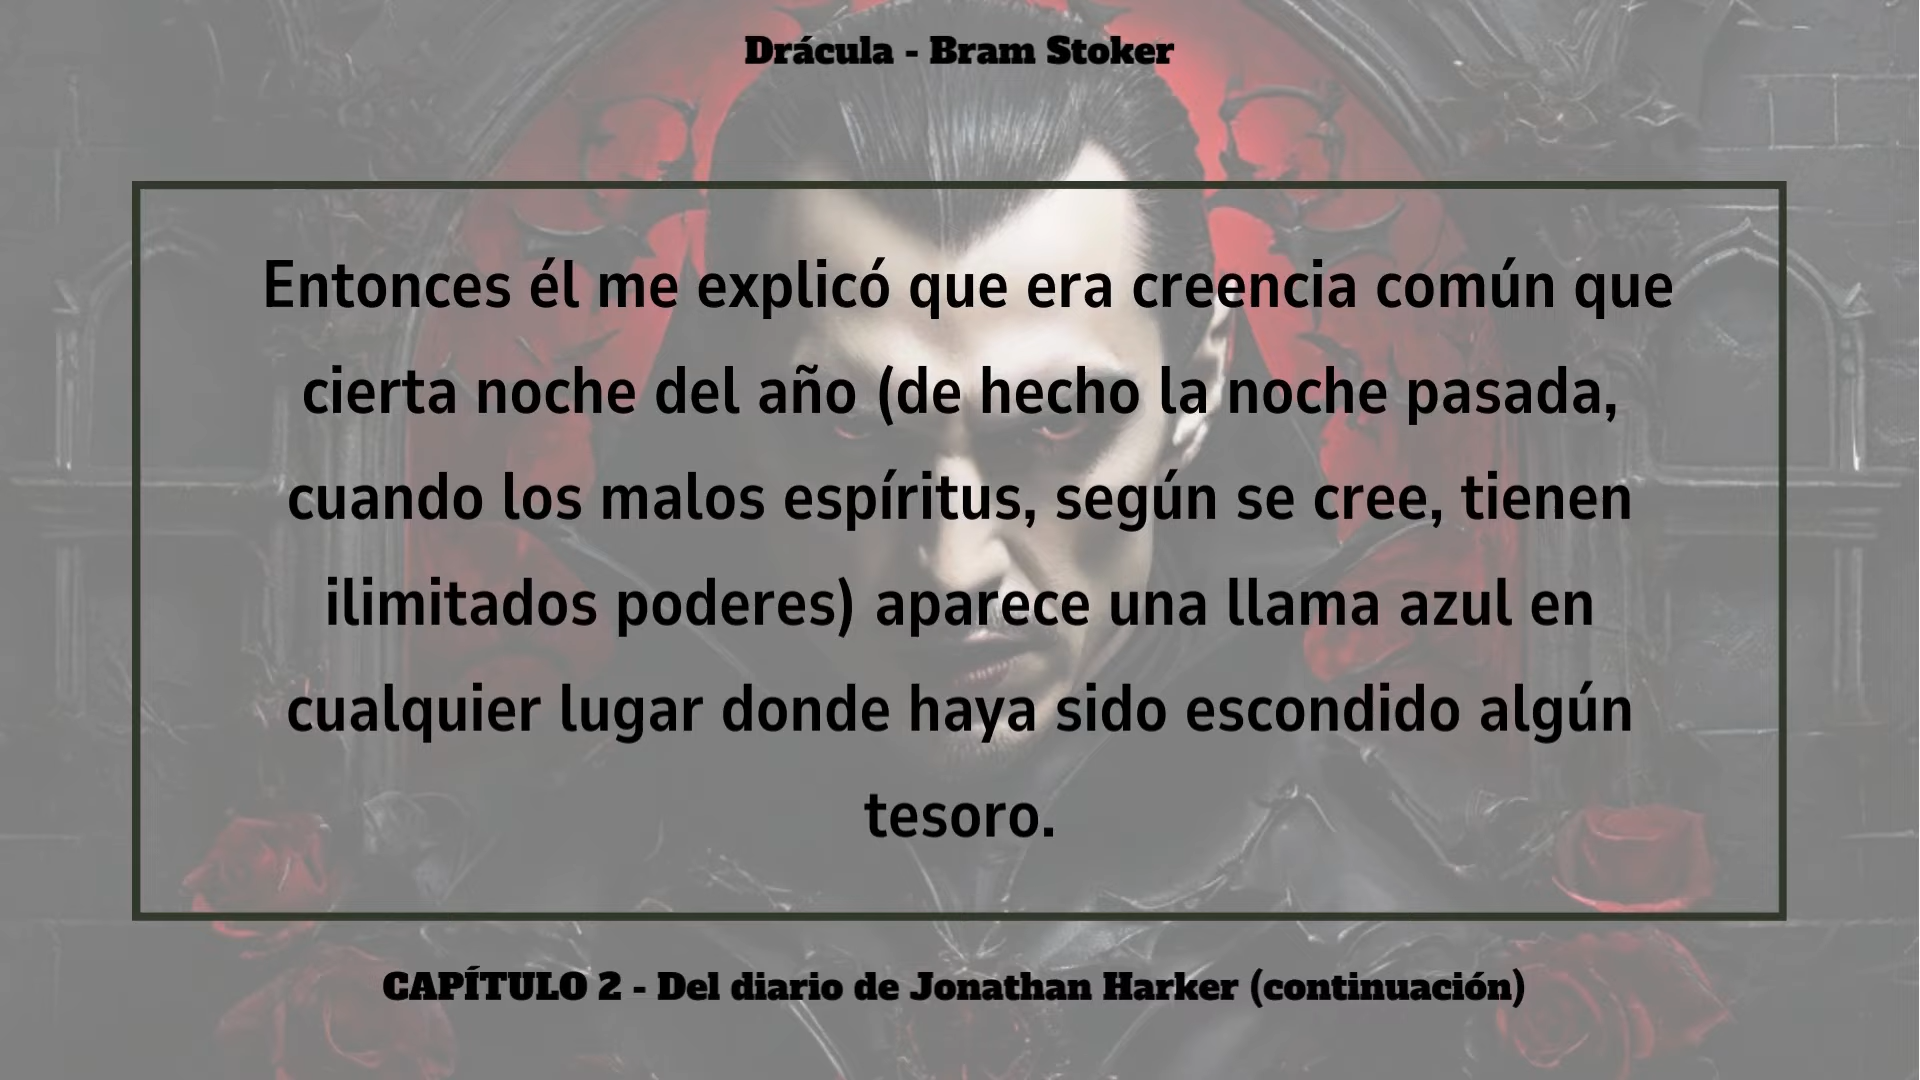 Drácula - Bram Stoker
Entonces él me explicó que era creencia común que
cierta noche del año (de hecho la noche pasada,
cuando los malos espíritus, según se cree, tienen
ilimitados poderes) aparece una llama azul en
cualquier lugar donde haya sido escondido algún
tesoro.
CAPÍTULO 2 - Del diario de Jonathan Harker (continuación)